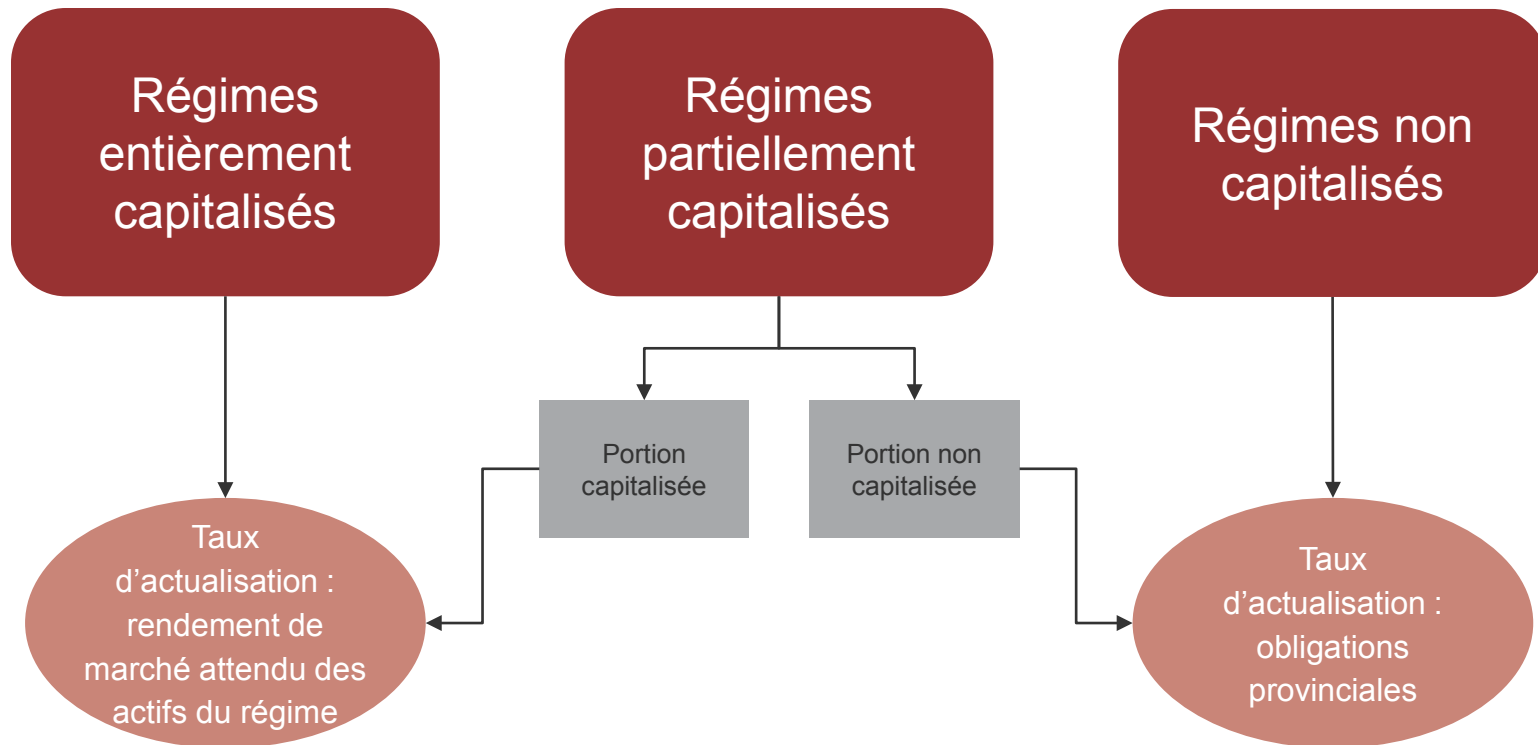 Régimes
entièrement
capitalisés
Régimes
partiellement
capitalisés
Régimes non
capitalisés
Portion
capitalisée
Portion non
capitalisée
Taux
d’actualisation :
rendement de
marché attendu des
actifs du régime
Taux
d’actualisation :
obligations
provinciales